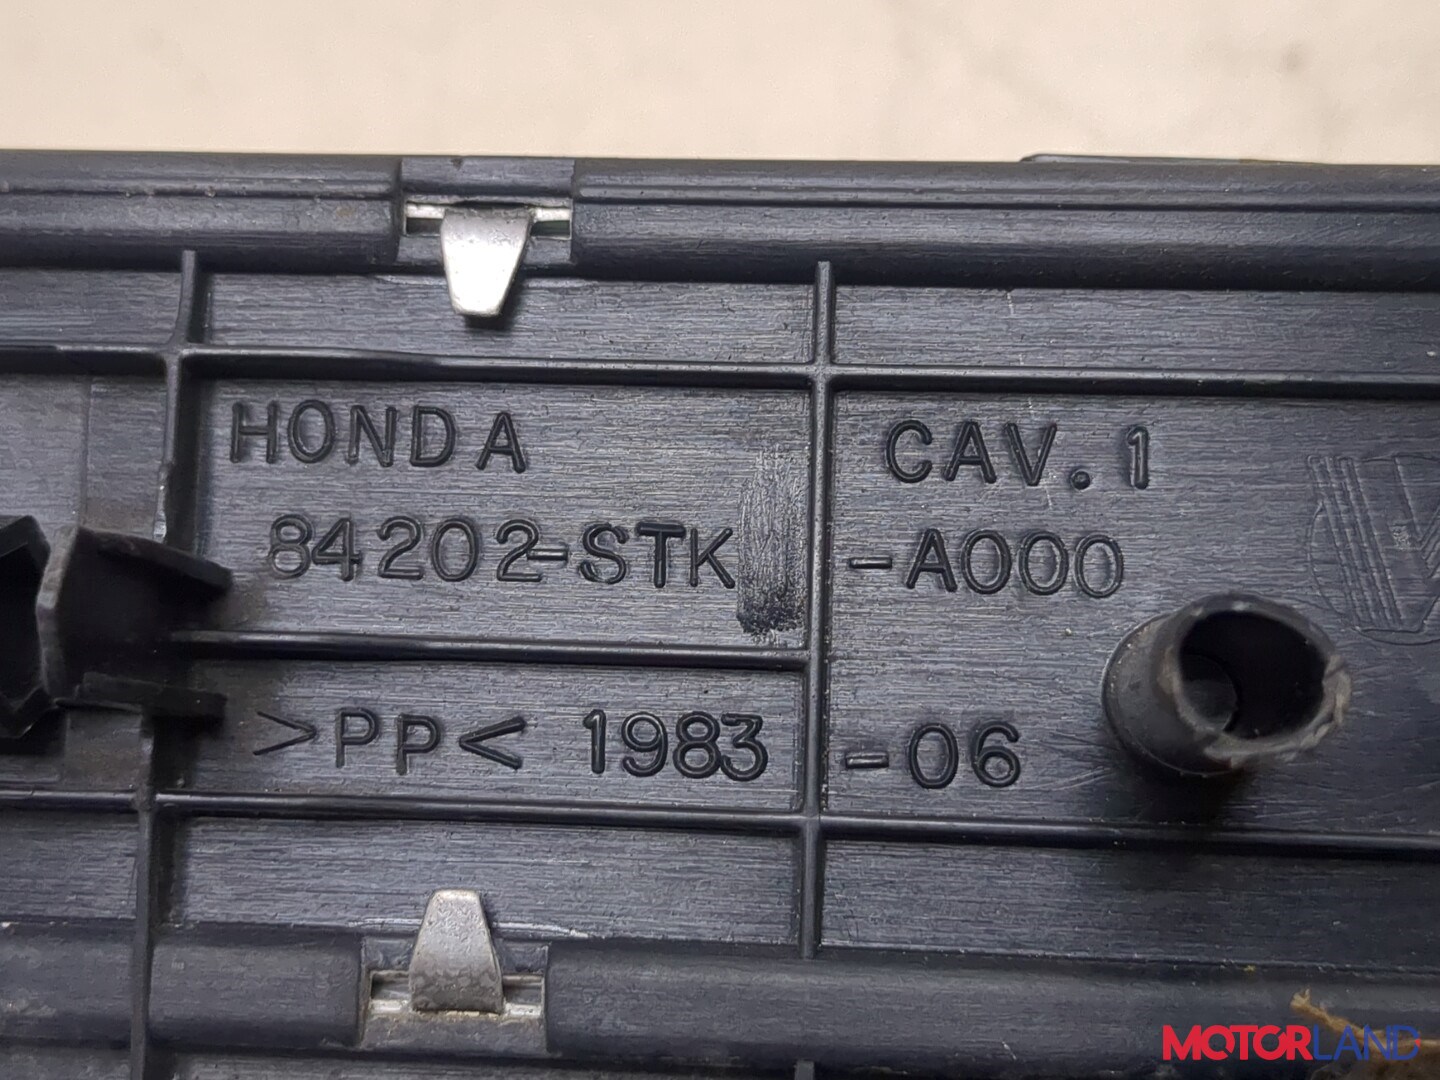 HONDA CAV.1
84202-STK -A000
>PP< 1983 -06
MOTORLAND